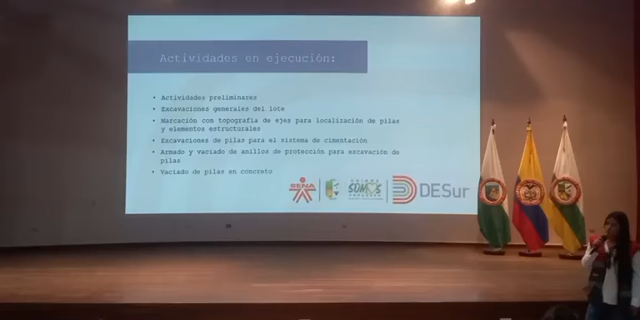 Actividades en ejecución:
• Actividades preliminares
• Excavaciones generales del lote
• Marcación con topografía de ejes para localización de pilas
y elementos estructurales
• Excavaciones de pilas para el sistema de cimentación
• Armado y vaciado de anillos de protección para excavación de
pilas
• Vaciado de pilas en concreto
SENA
SOMOS
DESur